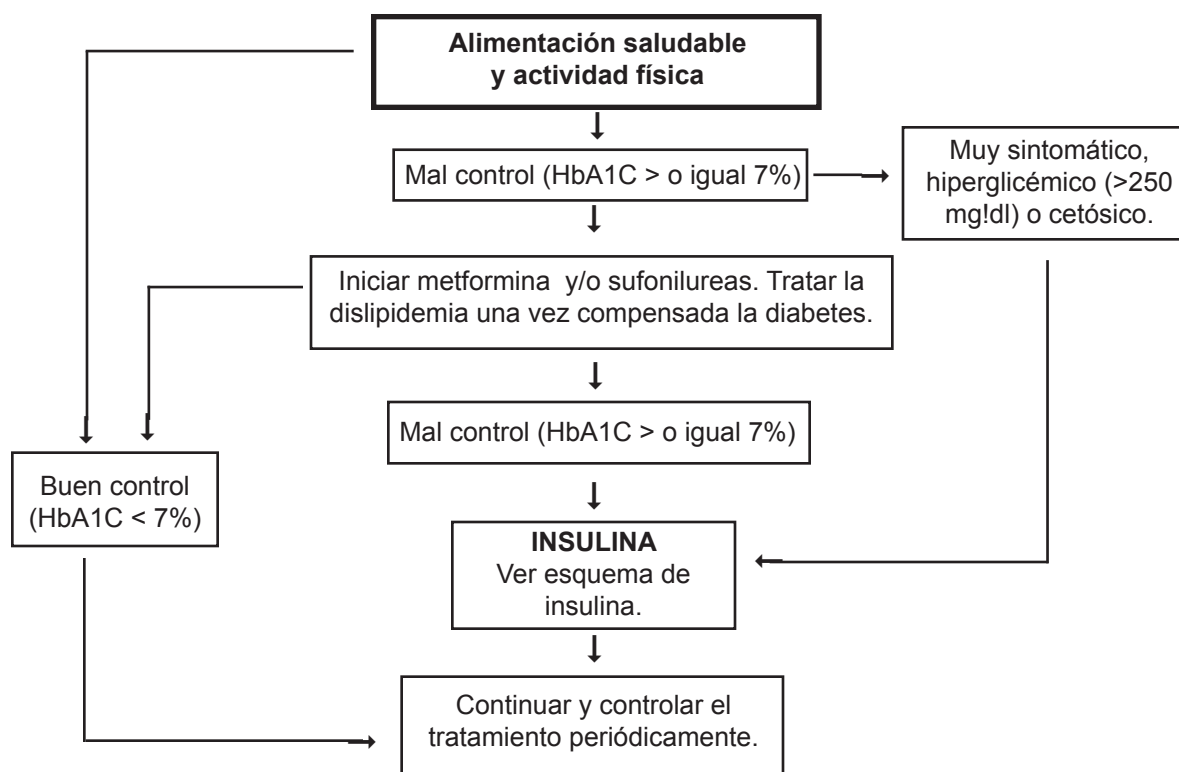 Alimentación saludable
y actividad física
Mal control (HbA1C > o igual 7%)
Muy sintomático,
hiperglicémico (>250
mg!dl) o cetósico.
Iniciar metformina y/o sufonilureas. Tratar la
dislipidemia una vez compensada la diabetes.
Mal control (HbA1C > o igual 7%)
Buen control
(HbA1C < 7%)
INSULINA
Ver esquema de
insulina.
Continuar y controlar el
tratamiento periódicamente.